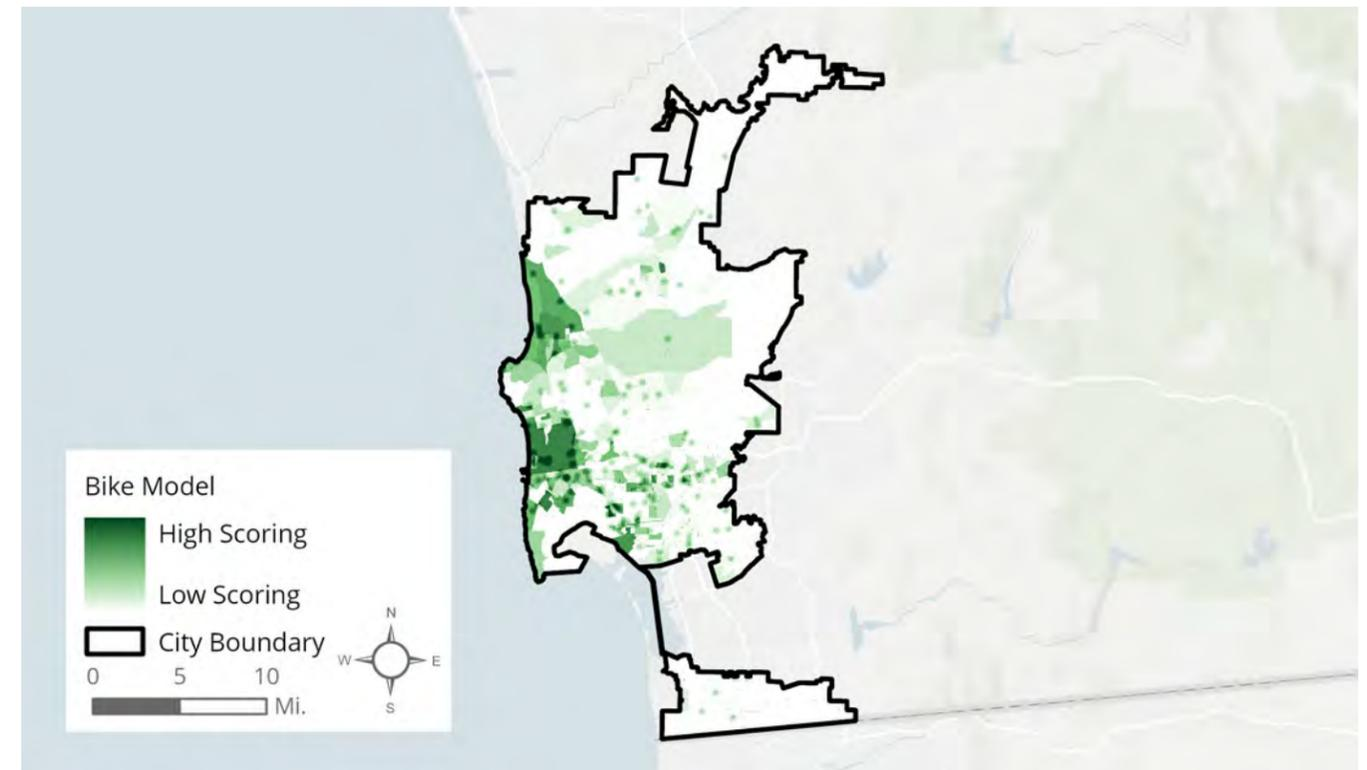 Bike Model
High Scoring
Low Scoring
City Boundary
0 5 10
Mi.
N
W E
S